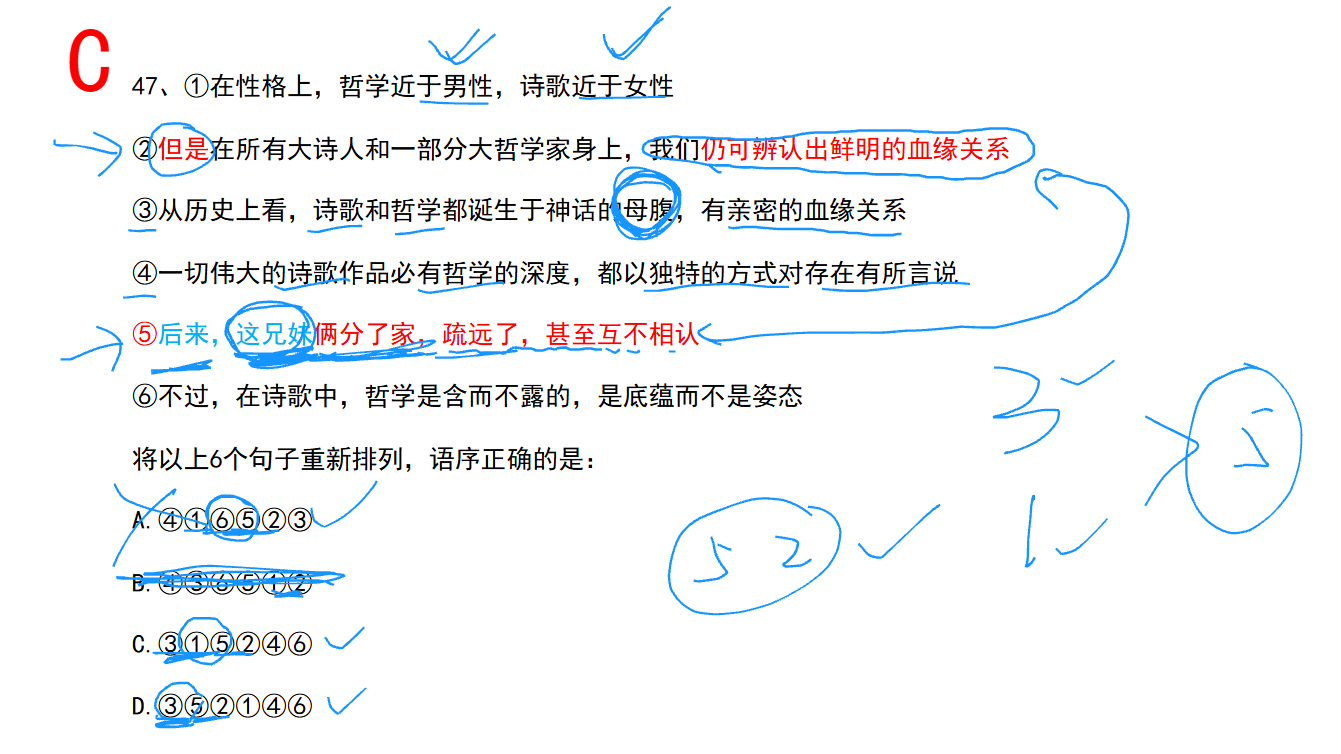 C
47、①在性格上，哲学近于男性，诗歌近于女性
②但是在所有大诗人和一部分大哲学家身上，我们仍可辨认出鲜明的血缘关系
③从历史上看，诗歌和哲学都诞生于神话的母腹，有亲密的血缘关系
④一切伟大的诗歌作品必有哲学的深度，都以独特的方式对存在有所言说.
⑤后来，这兄妹俩分了家，疏远了，甚至互不相认
⑥不过，在诗歌中，哲学是含而不露的，是底蕴而不是姿态
3
5
将以上6个句子重新排列，语序正确的是：
A.④①⑥⑤②③
5 2
1
B.④③⑥⑤①②
C.③①⑤②④⑥
D.③⑤②①④⑥